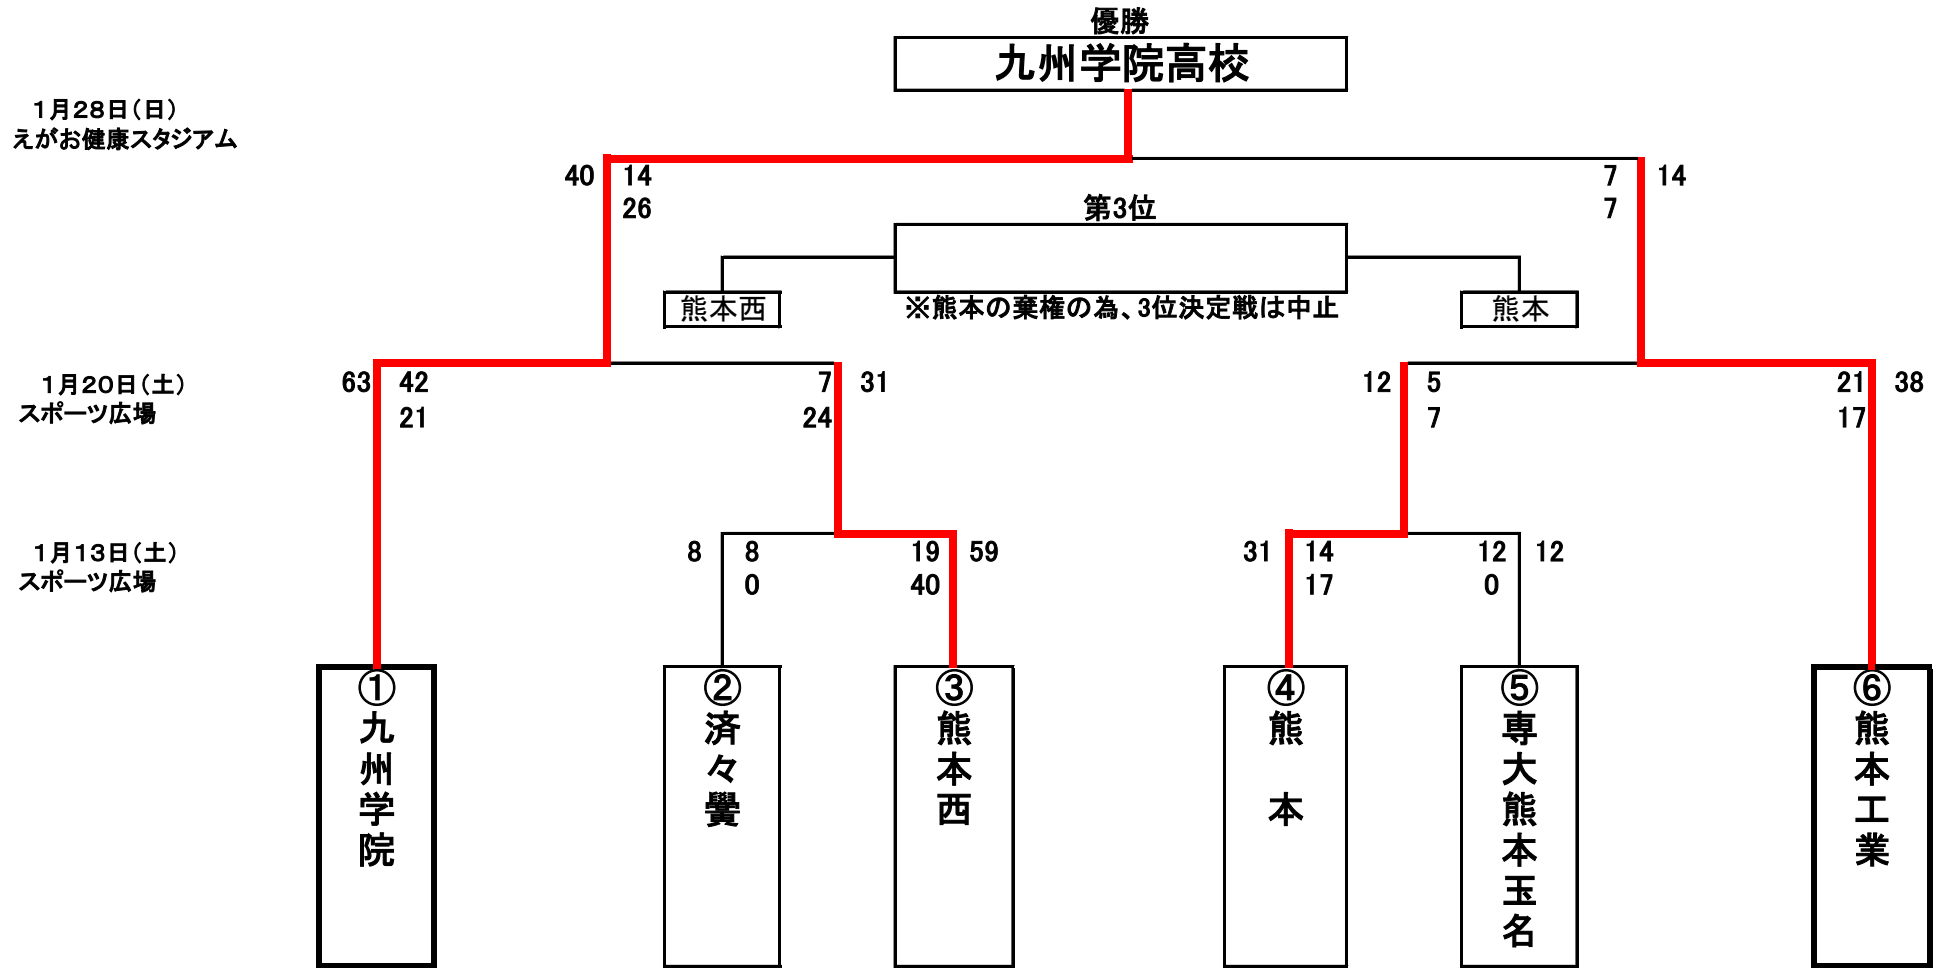 優勝
九州学院高校
1月28日(日)
えがお健康スタジアム
40 14 7 14
26 7
第3位
熊本西 熊本
※熊本の棄権の為、3位決定戦は中止
1月20日(土)
スポーツ広場
63 42 7 31 12 5 21 38
21 24 7 17
1月13日(土)
スポーツ広場
8 8 19 59 31 14 12 12
0 40 17 0
①九州学院
②済々黌
③熊本西
④熊本
⑤専大熊本玉名
⑥熊本工業